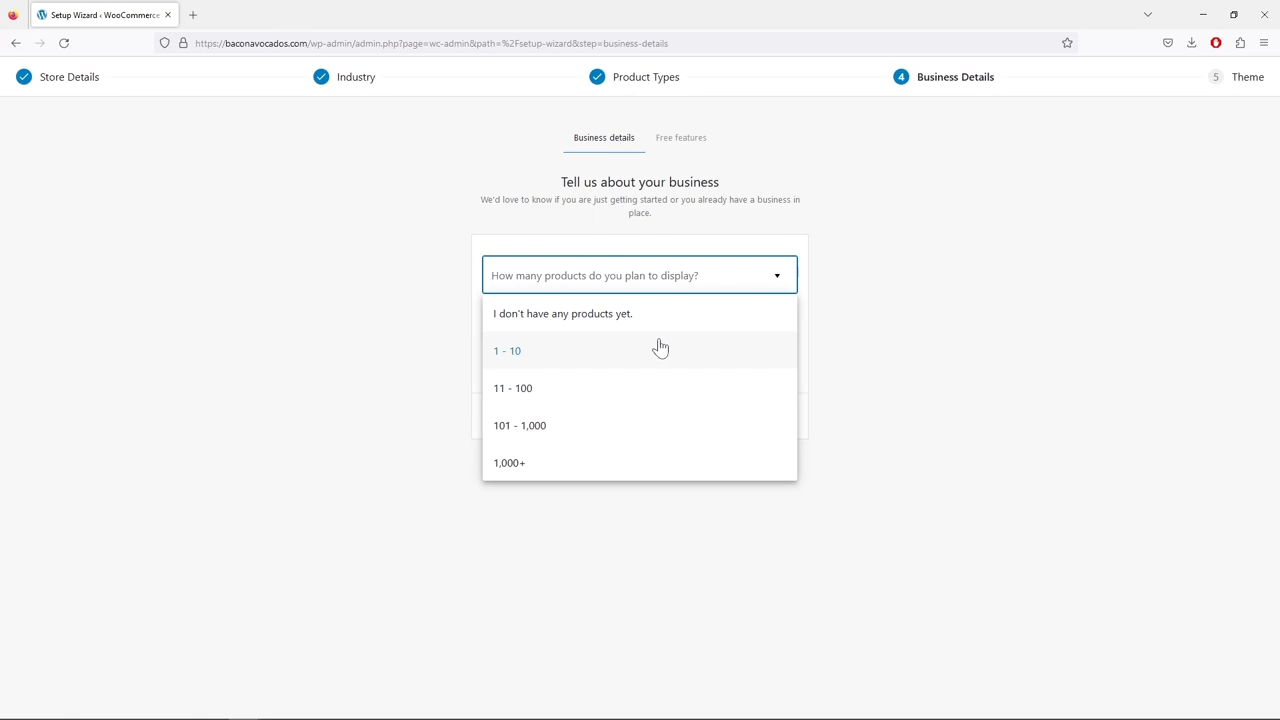 Setup Wizard ‹ WooCommerce
https://baconavocados.com/wp-admin/admin.php?page=wc-admin&path=%2Fsetup-wizard&step=business-details
Store Details
Industry
Product Types
4 Business Details
5 Theme
Business details
Free features
Tell us about your business
We'd love to know if you are just getting started or you already have a business in
place.
How many products do you plan to display?
I don't have any products yet.
1 - 10
11 - 100
101 - 1,000
1,000+